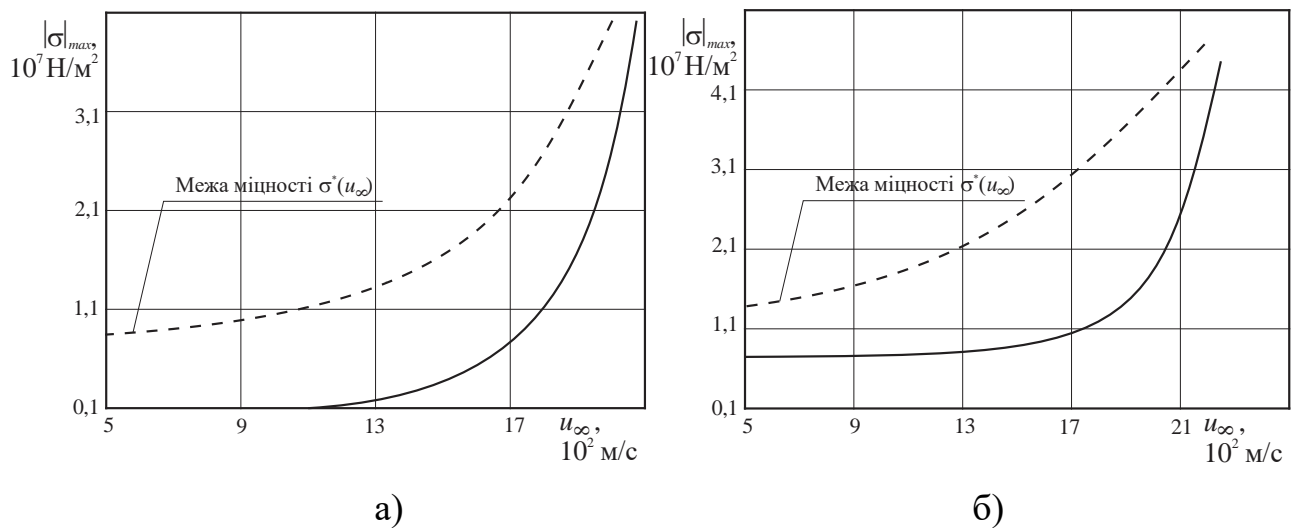 |σ|max,
10⁷ Н/м²
3,1
Межа міцності σ*(u∞)
2,1
1,1
0,1
5
9
13
17
u∞ ,
10² м/с
а)
|σ|max,
10⁷ Н/м²
4,1
3,1
Межа міцності σ*(u∞)
2,1
1,1
0,1
5
9
13
17
21
u∞ ,
10² м/с
б)